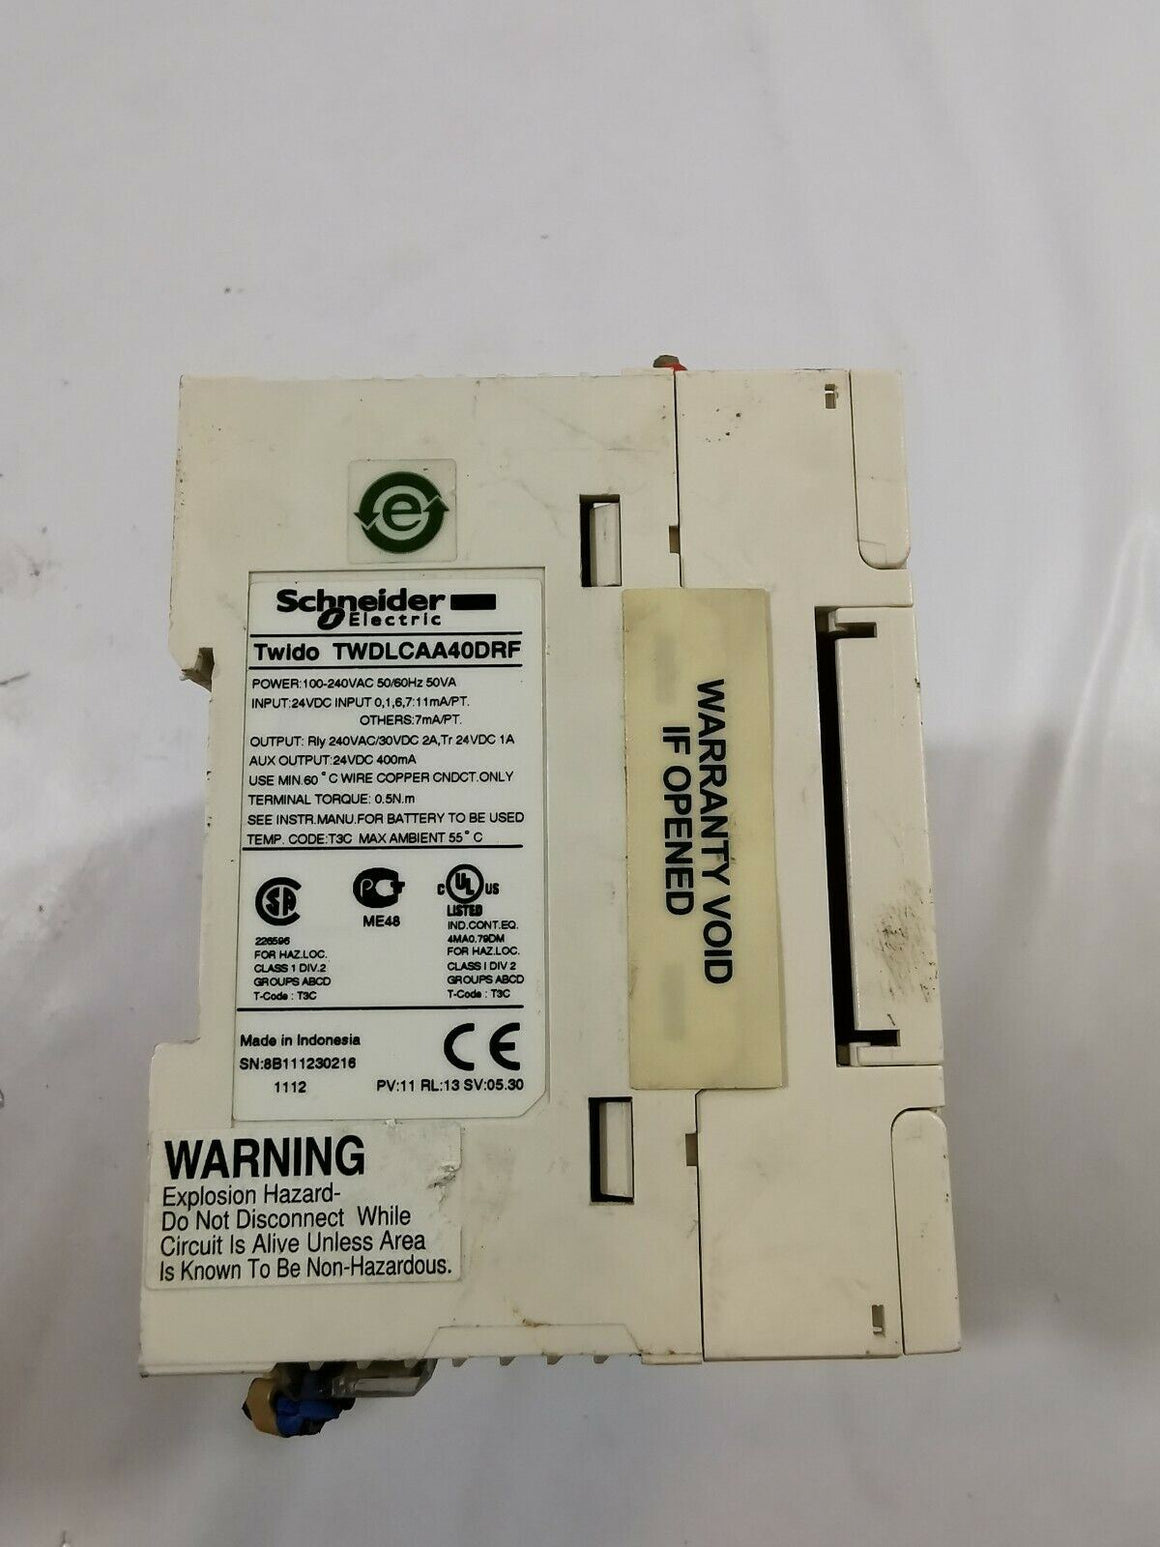 e
Schneider
Electric
Twido TWDLCAA40DRF
POWER:100-240VAC 50/60Hz 50VA
INPUT:24VDC INPUT 0,1,6,7:11mA/PT.
OTHERS:7mA/PT.
OUTPUT: Rly 240VAC/30VDC 2A,Tr 24VDC 1A
AUX OUTPUT:24VDC 400mA
USE MIN.60°C WIRE COPPER CNDCT.ONLY
TERMINAL TORQUE: 0.5N.m
SEE INSTR.MANU.FOR BATTERY TO BE USED
TEMP. CODE:T3C MAX AMBIENT 55°C
SA
226596
FOR HAZ.LOC.
CLASS 1 DIV.2
GROUPS ABCD
T-Code : T3C
PCT
ME48
C UL US
LISTED
IND.CONT.EQ.
4MA0.79DM
FOR HAZ.LOC.
CLASS I DIV 2
GROUPS ABCD
T-Code : T3C
Made in Indonesia
SN:8B111230216
1112
CE
PV:11 RL:13 SV:05.30
WARNING
Explosion Hazard-
Do Not Disconnect While
Circuit Is Alive Unless Area
Is Known To Be Non-Hazardous.
WARRANTY VOID
IF OPENED